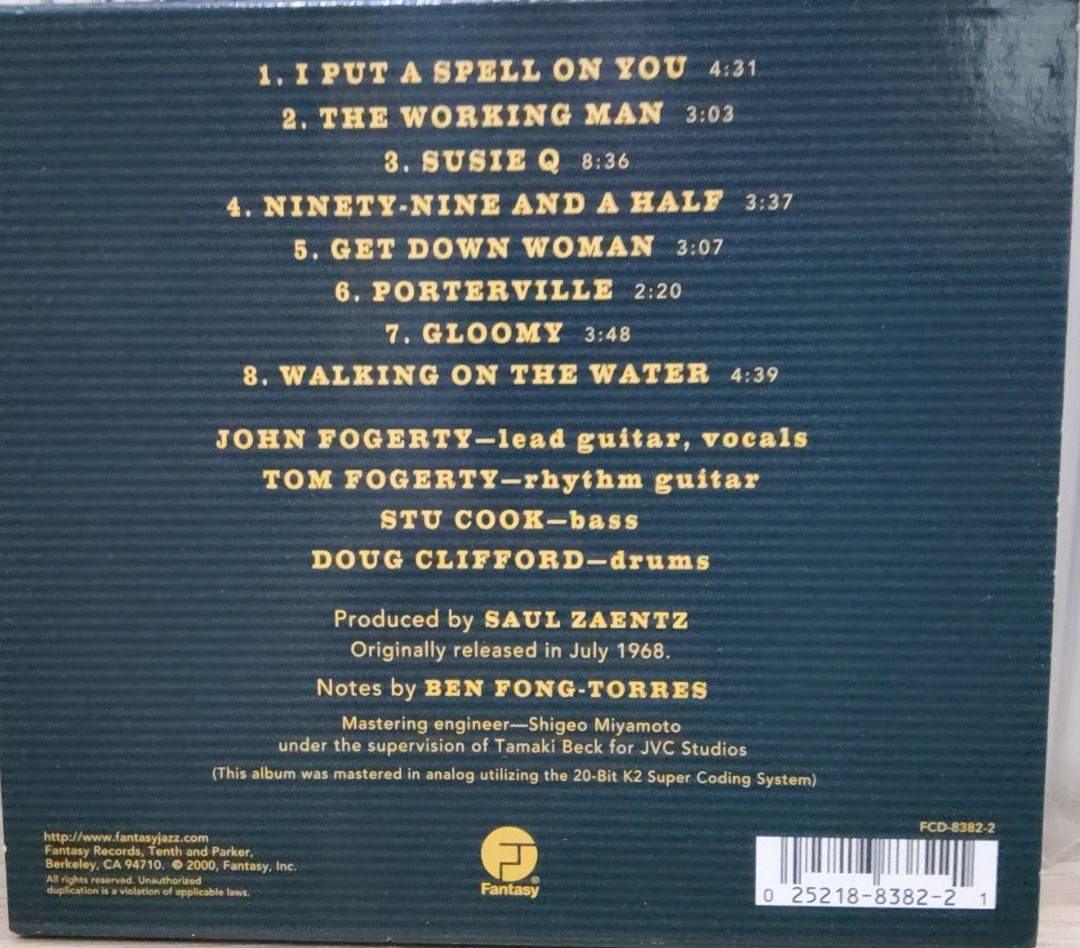 1. I PUT A SPELL ON YOU 4:31
2. THE WORKING MAN 3:03
3. SUSIE Q 8:36
4. NINETY-NINE AND A HALF 3:37
5. GET DOWN WOMAN 3:07
6. PORTERVILLE 2:20
7. GLOOMY 3:48
8. WALKING ON THE WATER 4:39
JOHN FOGERTY—lead guitar, vocals
TOM FOGERTY—rhythm guitar
STU COOK—bass
DOUG CLIFFORD—drums
Produced by SAUL ZAENTZ
Originally released in July 1968.
Notes by BEN FONG-TORRES
Mastering engineer—Shigeo Miyamoto
under the supervision of Tamaki Beck for JVC Studios
(This album was mastered in analog utilizing the 20-Bit K2 Super Coding System)
http://www.fantasyjazz.com
Fantasy Records, Tenth and Parker,
Berkeley, CA 94710. © 2000, Fantasy, Inc.
All rights reserved. Unauthorized
duplication is a violation of applicable laws.
Fantasy®
FCD-8382-2
0 25218-8382-2 1